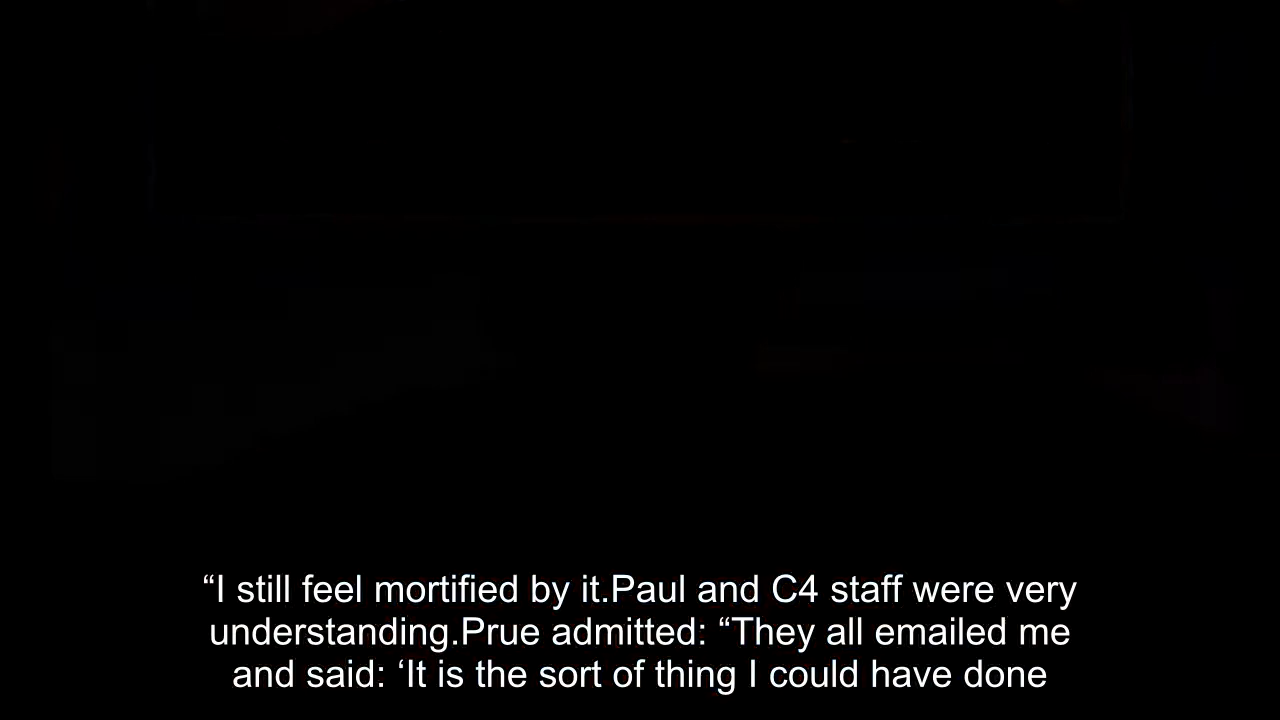 “I still feel mortified by it.Paul and C4 staff were very
understanding.Prue admitted: “They all emailed me
and said: ‘It is the sort of thing I could have done